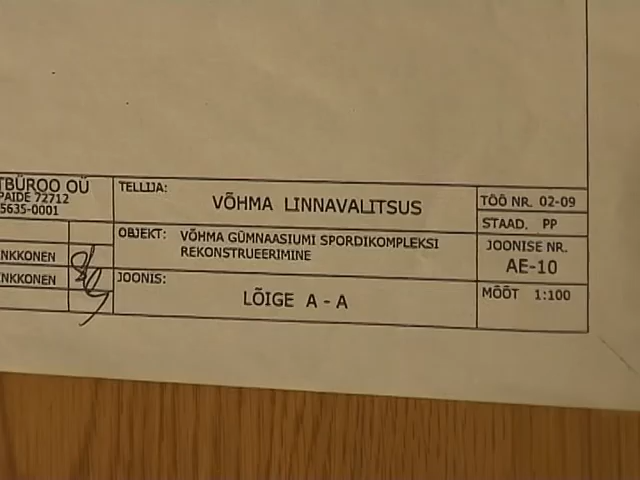 TBÜROO OÜ
PAIDE 72712
5635-0001
NKKONEN
NKKONEN
TELLIJA:
VÕHMA LINNAVALITSUS
OBJEKT: VÕHMA GÜMNAASIUMI SPORDIKOMPLEKSI
REKONSTRUEERIMINE
JOONIS:
LÕIGE A - A
TÖÖ NR. 02-09
STAAD. PP
JOONISE NR.
AE-10
MÕÕT 1:100